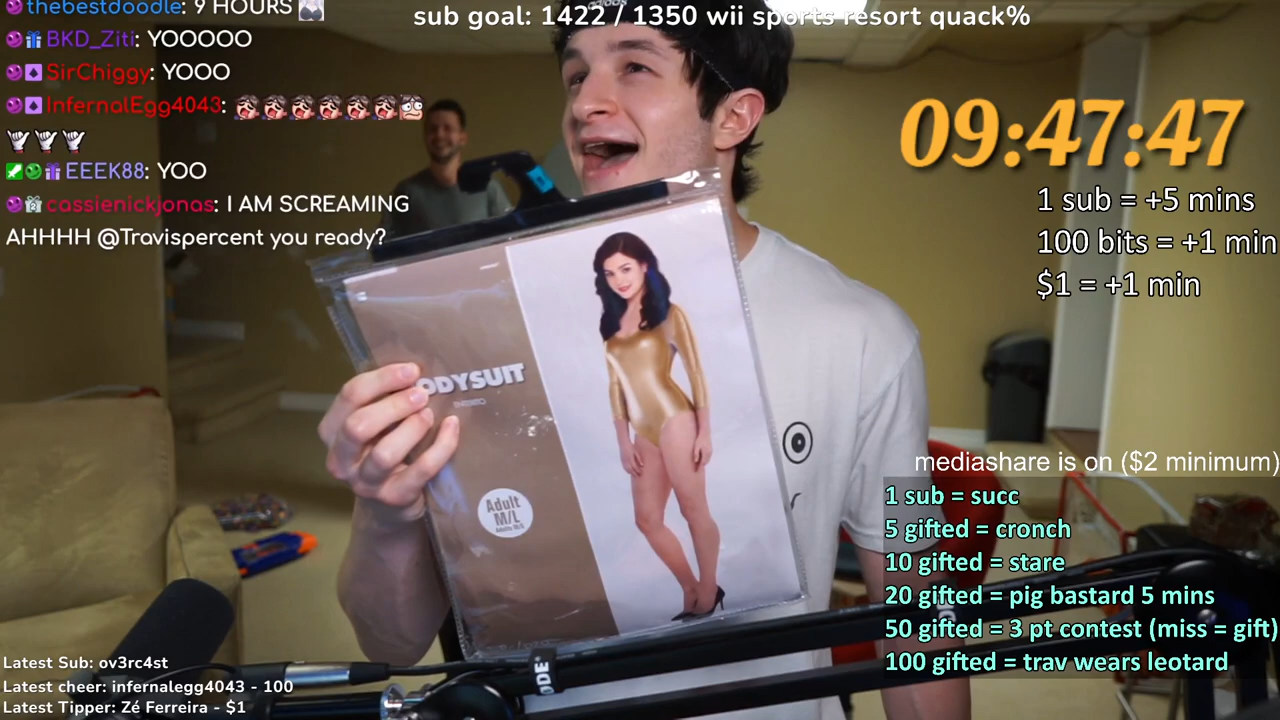 thebestdoodle: 9 HOURS
sub goal: 1422 / 1350 wii sports resort quack%
BKD_Ziti: YOOOOO
SirChiggy: YOOO
InfernalEgg4043:
EEEK88: YOO
cassienickjonas: I AM SCREAMING
AHHHH @Travispercent you ready?
09:47:47
1 sub = +5 mins
100 bits = +1 min
$1 = +1 min
ODYSUIT
Adult
M/L
mediashare is on ($2 minimum)
1 sub = succ
5 gifted = cronch
10 gifted = stare
20 gifted = pig bastard 5 mins
50 gifted = 3 pt contest (miss = gift)
100 gifted = trav wears leotard
Latest Sub: ov3rc4st
Latest cheer: infernalegg4043 - 100
Latest Tipper: Zé Ferreira - $1
ODE